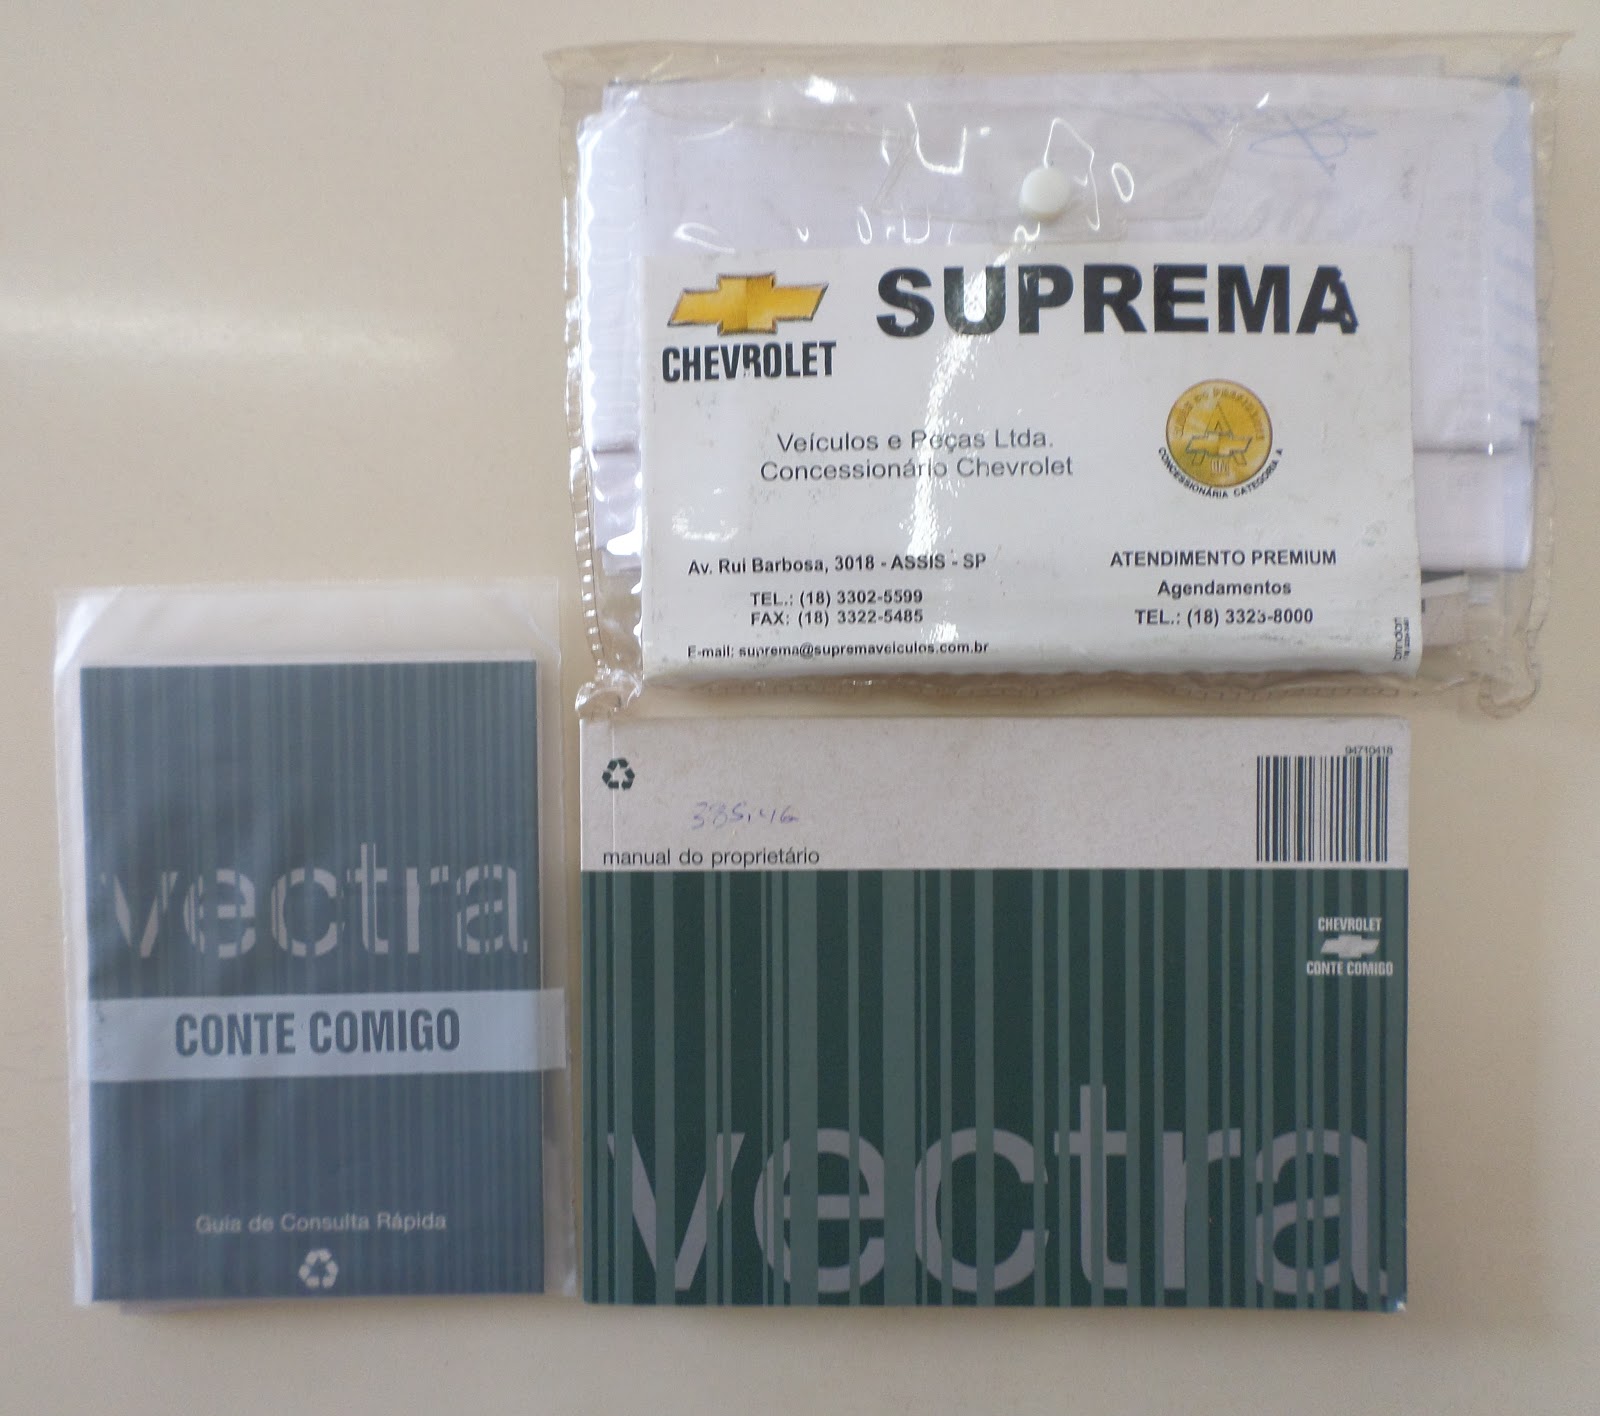 SUPREMA
CHEVROLET
Veículos e Peças Ltda.
Concessionário Chevrolet
CONCESSIONÁRIA CATEGORIA A
Av. Rui Barbosa, 3018 - ASSIS - SP
TEL.: (18) 3302-5599
FAX: (18) 3322-5485
E-mail: suprema@supremaveiculos.com.br
ATENDIMENTO PREMIUM
Agendamentos
TEL.: (18) 3323-8000
vectra
CONTE COMIGO
Guia de Consulta Rápida
94710418
manual do proprietário
CHEVROLET
CONTE COMIGO
vectra